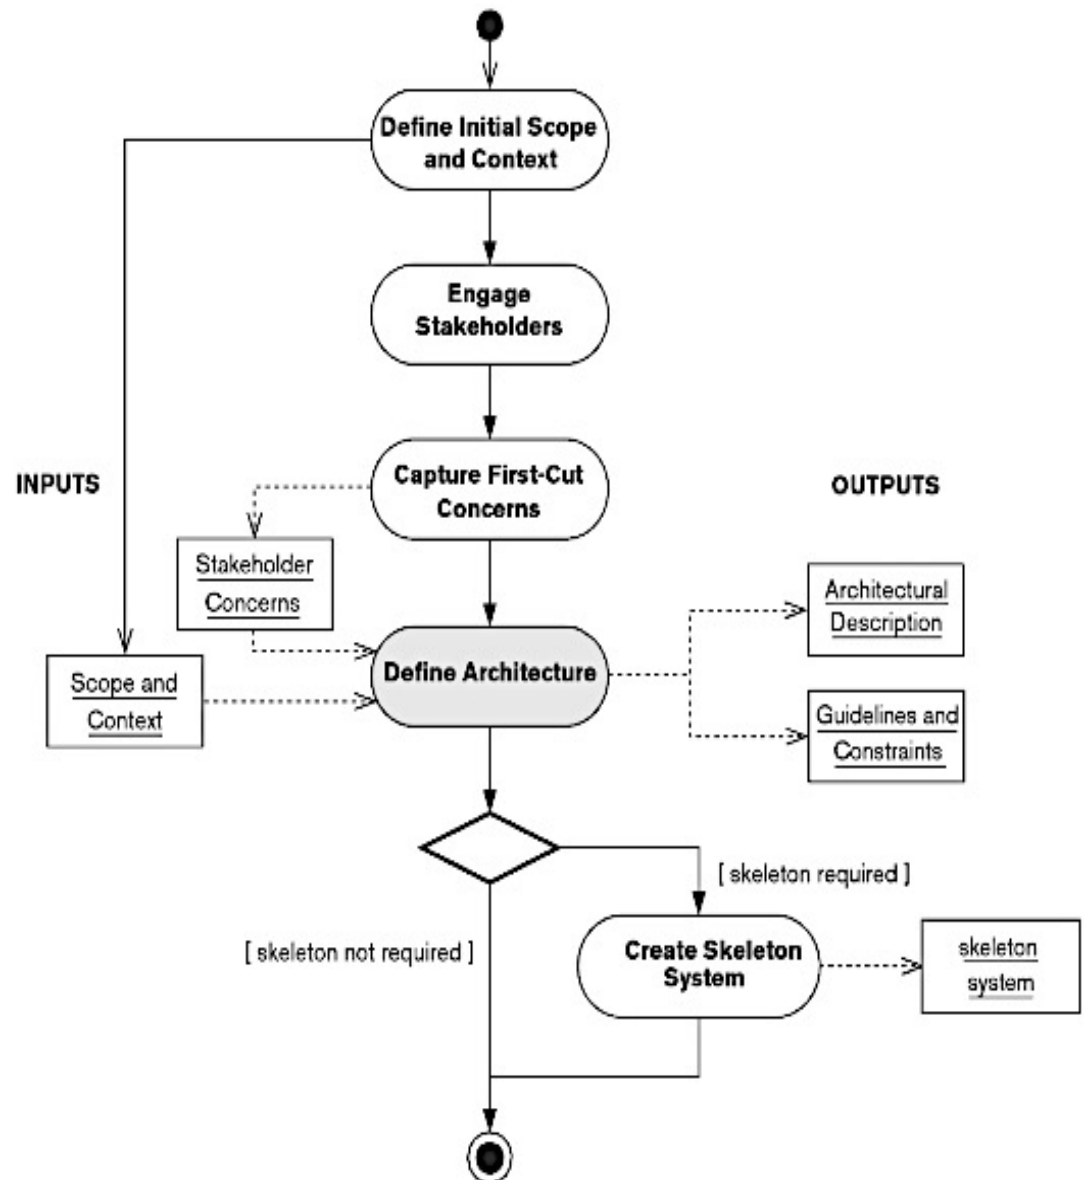 Define Initial Scope
and Context
Engage
Stakeholders
Capture First-Cut
Concerns
INPUTS
OUTPUTS
Stakeholder
Concerns
Architectural
Description
Define Architecture
Scope and
Context
Guidelines and
Constraints
[ skeleton required ]
[ skeleton not required ]
Create Skeleton
System
skeleton
system